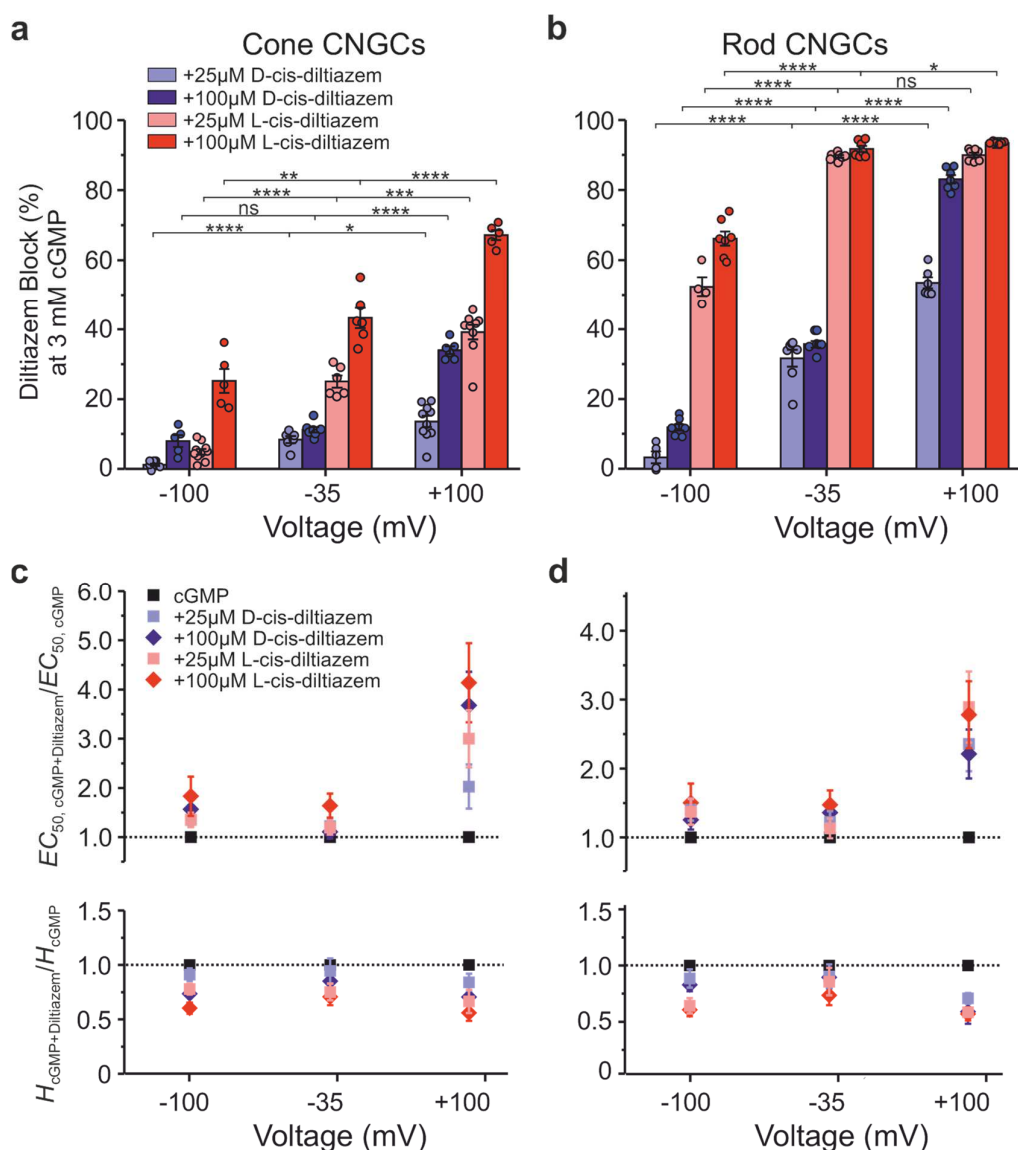 a
Cone CNGCs
+25µM D-cis-diltiazem
+100µM D-cis-diltiazem
+25µM L-cis-diltiazem
+100µM L-cis-diltiazem
** ****
**** ***
ns ****
**** *
Diltiazem Block (%)
at 3 mM cGMP
100
80
60
40
20
0
-100 -35 +100
Voltage (mV)
b
Rod CNGCs
**** *
**** ns
**** ****
**** ****
100
80
60
40
20
0
-100 -35 +100
Voltage (mV)
c
cGMP
+25µM D-cis-diltiazem
+100µM D-cis-diltiazem
+25µM L-cis-diltiazem
+100µM L-cis-diltiazem
EC50, cGMP+Diltiazem/EC50, cGMP
6.0
5.0
4.0
3.0
2.0
1.0
HcGMP+Diltiazem/HcGMP
1.5
1.0
0.5
0
-100 -35 +100
Voltage (mV)
d
4.0
3.0
2.0
1.0
1.5
1.0
0.5
0
-100 -35 +100
Voltage (mV)